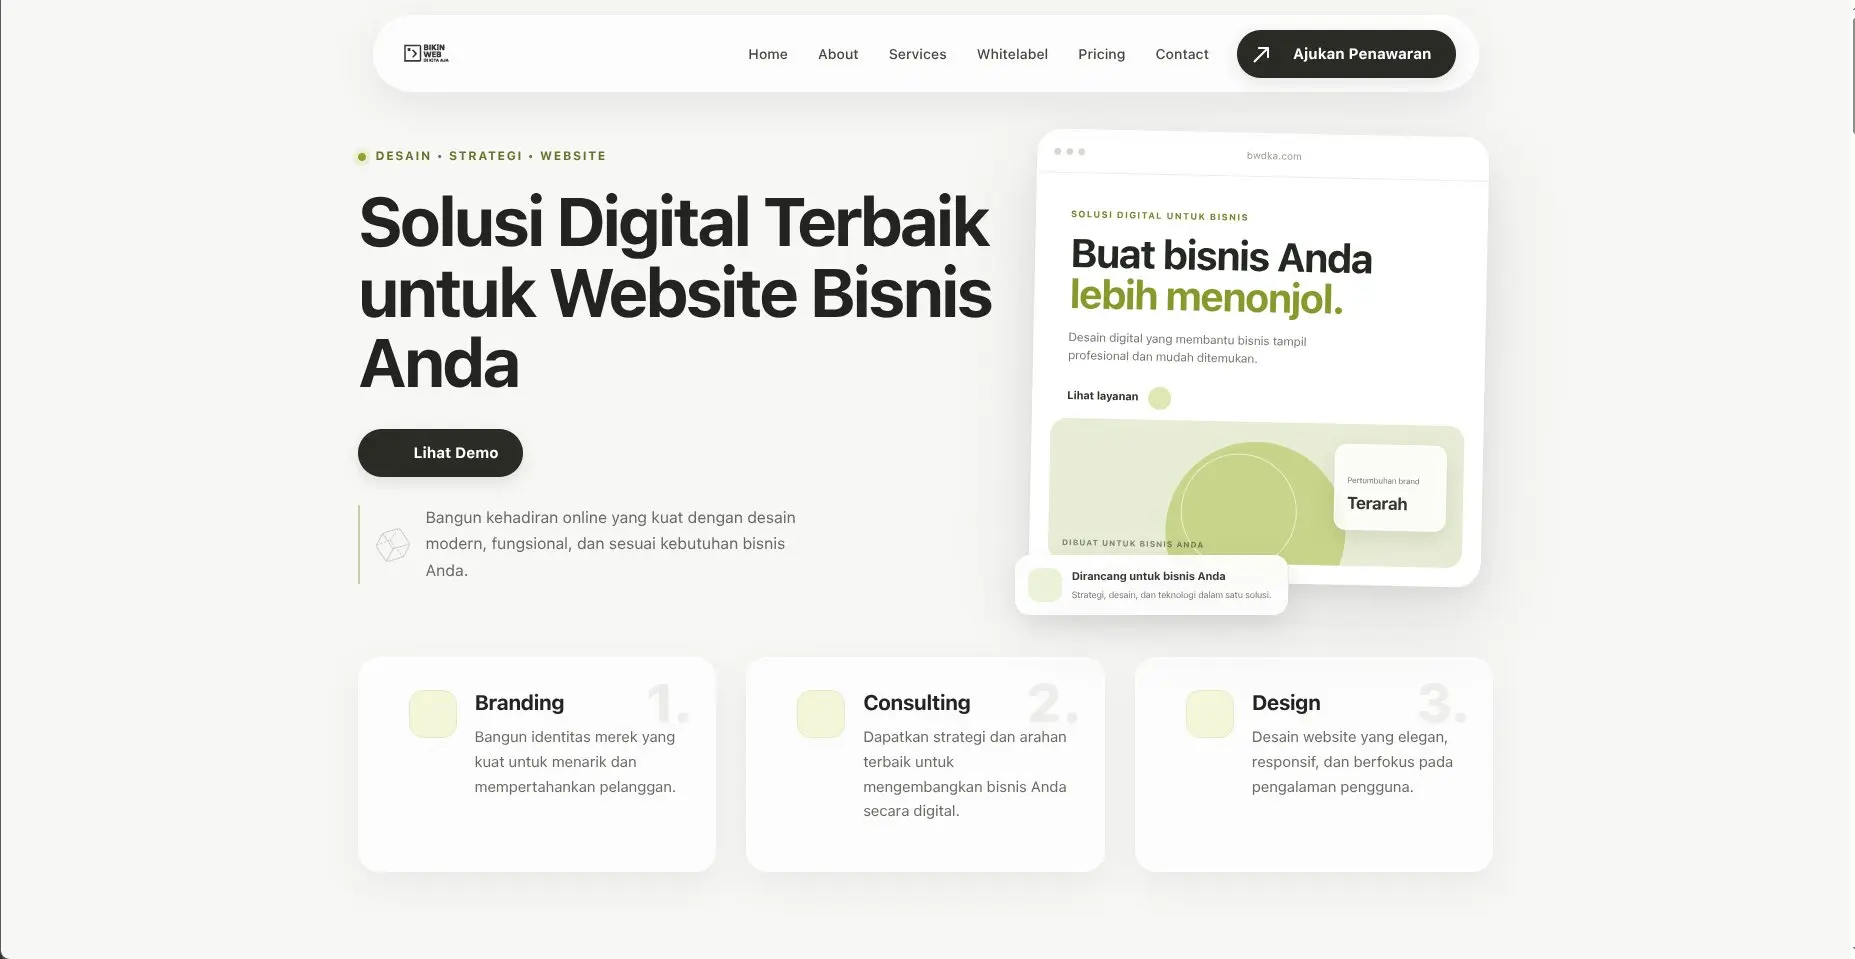 BIKIN
WEB
DI KITA AJA
Home
About
Services
Whitelabel
Pricing
Contact
Ajukan Penawaran
DESAIN • STRATEGI • WEBSITE
Solusi Digital Terbaik
untuk Website Bisnis
Anda
Lihat Demo
Bangun kehadiran online yang kuat dengan desain
modern, fungsional, dan sesuai kebutuhan bisnis
Anda.
bwdka.com
SOLUSI DIGITAL UNTUK BISNIS
Buat bisnis Anda
lebih menonjol.
Desain digital yang membantu bisnis tampil
profesional dan mudah ditemukan.
Lihat layanan
Pertumbuhan brand
Terarah
DIBUAT UNTUK BISNIS ANDA
Dirancang untuk bisnis Anda
Strategi, desain, dan teknologi dalam satu solusi.
Branding
1.
Bangun identitas merek yang
kuat untuk menarik dan
mempertahankan pelanggan.
Consulting
2.
Dapatkan strategi dan arahan
terbaik untuk
mengembangkan bisnis Anda
secara digital.
Design
3.
Desain website yang elegan,
responsif, dan berfokus pada
pengalaman pengguna.